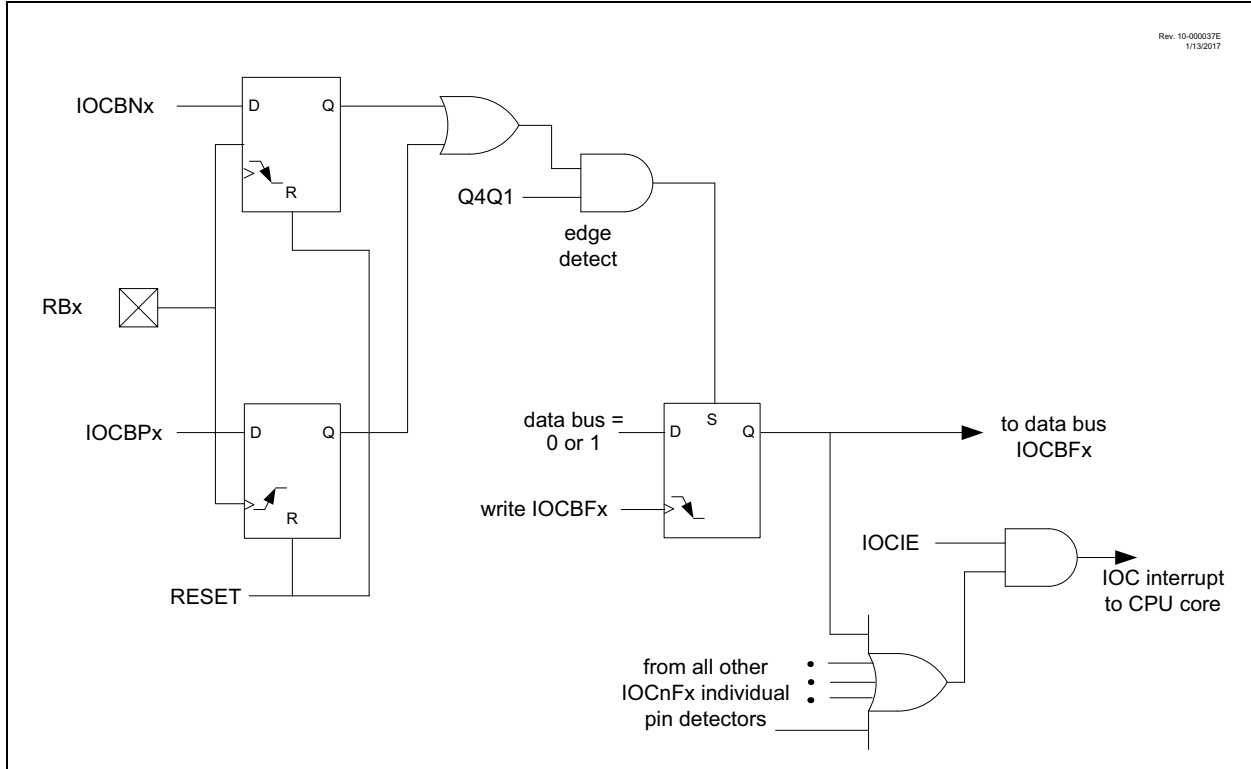 Rev. 10-000037E
1/13/2017
IOCBNx
D
Q
R
Q4Q1
edge
detect
RBx
IOCBPx
D
Q
R
RESET
data bus =
0 or 1
S
D
Q
write IOCBFx
to data bus
IOCBFx
IOCIE
IOC interrupt
to CPU core
from all other
IOCnFx individual
pin detectors